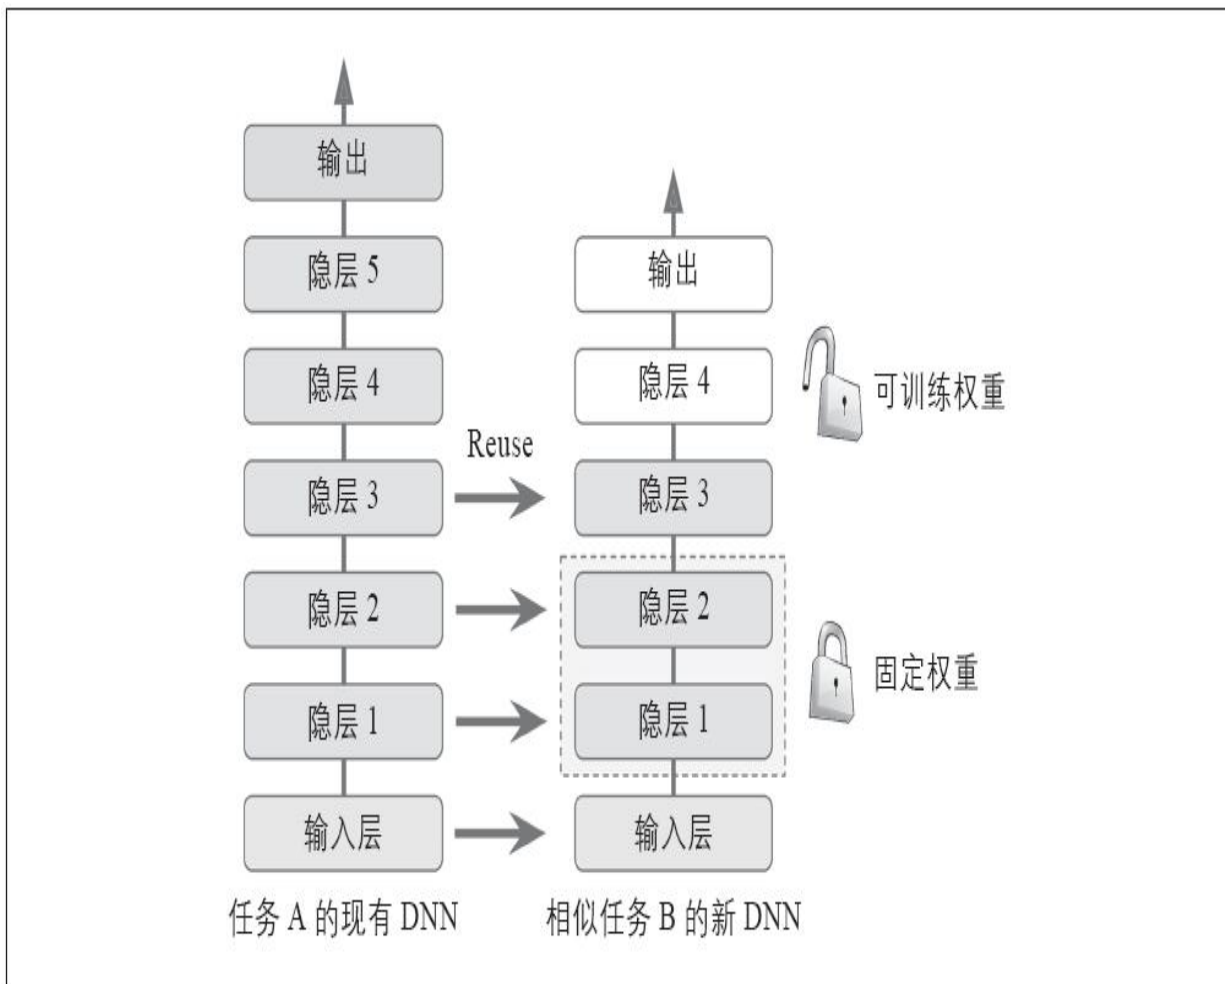 输出
隐层 5
输出
隐层 4
隐层 4
可训练权重
Reuse
隐层 3
隐层 3
隐层 2
隐层 2
固定权重
隐层 1
隐层 1
输入层
输入层
任务 A 的现有 DNN
相似任务 B 的新 DNN